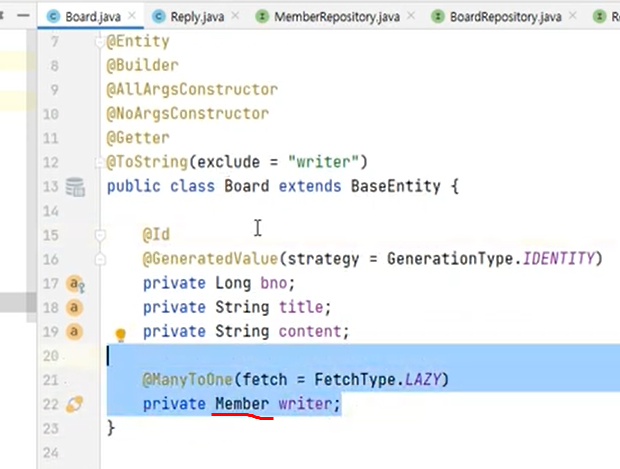 Board.java × Reply.java × MemberRepository.java × BoardRepository.java ×
7 @Entity
8 @Builder
9 @AllArgsConstructor
10 @NoArgsConstructor
11 @Getter
12 @ToString(exclude = "writer")
13 public class Board extends BaseEntity {
14
15 @Id
16 @GeneratedValue(strategy = GenerationType.IDENTITY)
17 private Long bno;
18 private String title;
19 private String content;
20
21 @ManyToOne(fetch = FetchType.LAZY)
22 private Member writer;
23 }
24